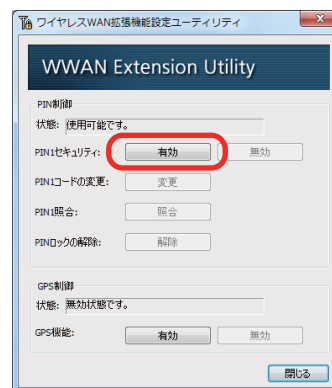 ワイヤレスWAN拡張機能設定ユーティリティ
WWAN Extension Utility
PIN制御
状態: 使用可能です。
PIN1セキュリティ: 有効 無効
PIN1コードの変更: 変更
PIN1照合: 照合
PINロックの解除: 解除
GPS制御
状態: 無効状態です。
GPS機能: 有効 無効
閉じる